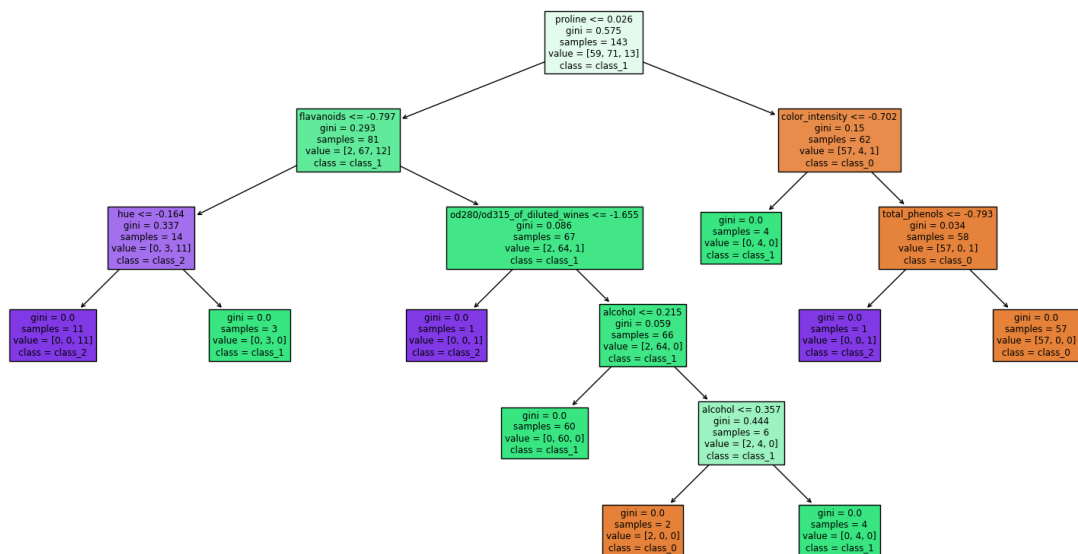 proline <= 0.026
gini = 0.575
samples = 143
value = [59, 71, 13]
class = class_1
flavanoids <= -0.797
gini = 0.293
samples = 81
value = [2, 67, 12]
class = class_1
color_intensity <= -0.702
gini = 0.15
samples = 62
value = [57, 4, 1]
class = class_0
hue <= -0.164
gini = 0.337
samples = 14
value = [0, 3, 11]
class = class_2
od280/od315_of_diluted_wines <= -1.655
gini = 0.086
samples = 67
value = [2, 64, 1]
class = class_1
gini = 0.0
samples = 4
value = [0, 4, 0]
class = class_1
total_phenols <= -0.793
gini = 0.034
samples = 58
value = [57, 0, 1]
class = class_0
gini = 0.0
samples = 11
value = [0, 0, 11]
class = class_2
gini = 0.0
samples = 3
value = [0, 3, 0]
class = class_1
gini = 0.0
samples = 1
value = [0, 0, 1]
class = class_2
alcohol <= 0.215
gini = 0.059
samples = 66
value = [2, 64, 0]
class = class_1
gini = 0.0
samples = 1
value = [0, 0, 1]
class = class_2
gini = 0.0
samples = 57
value = [57, 0, 0]
class = class_0
gini = 0.0
samples = 60
value = [0, 60, 0]
class = class_1
alcohol <= 0.357
gini = 0.444
samples = 6
value = [2, 4, 0]
class = class_1
gini = 0.0
samples = 2
value = [2, 0, 0]
class = class_0
gini = 0.0
samples = 4
value = [0, 4, 0]
class = class_1